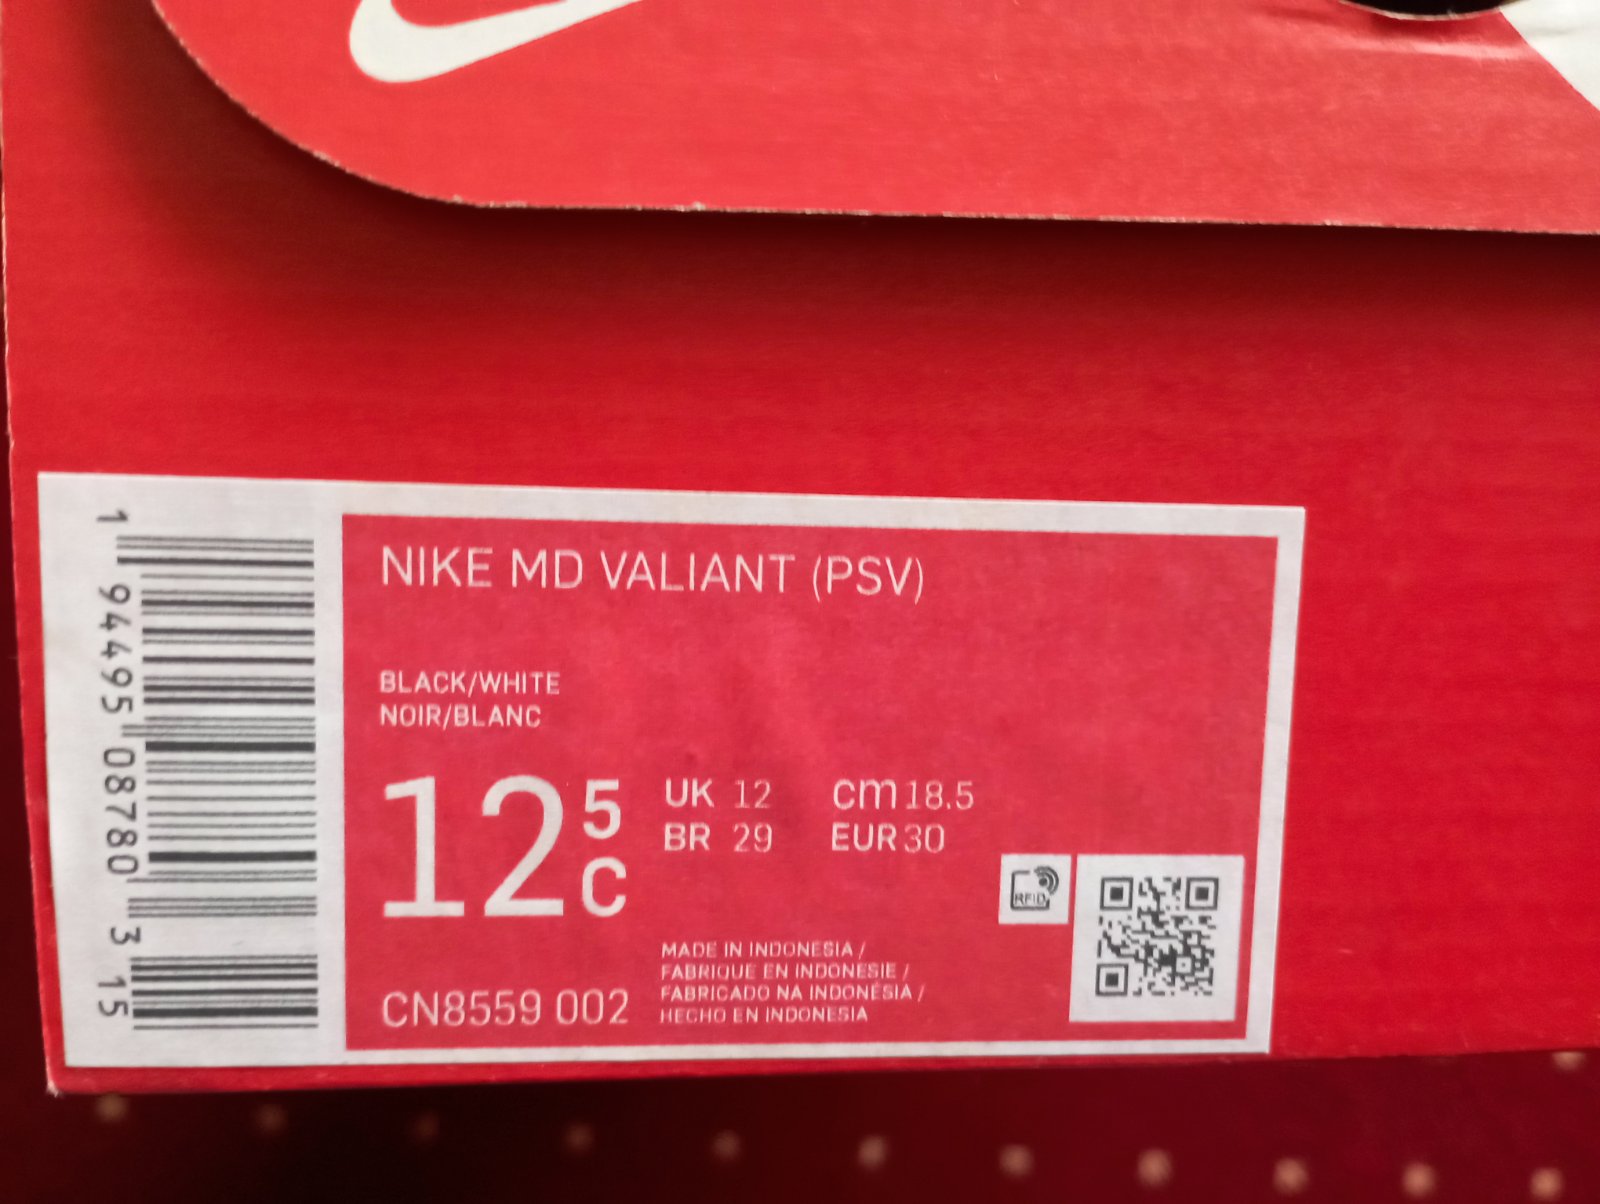 NIKE MD VALIANT (PSV)
BLACK/WHITE
NOIR/BLANC
12 5 C
UK 12 cm 18.5
BR 29 EUR 30
RFID
MADE IN INDONESIA /
FABRIQUE EN INDONESIE /
FABRICADO NA INDONÉSIA /
HECHO EN INDONESIA
CN8559 002
1 94495 08780 3 15